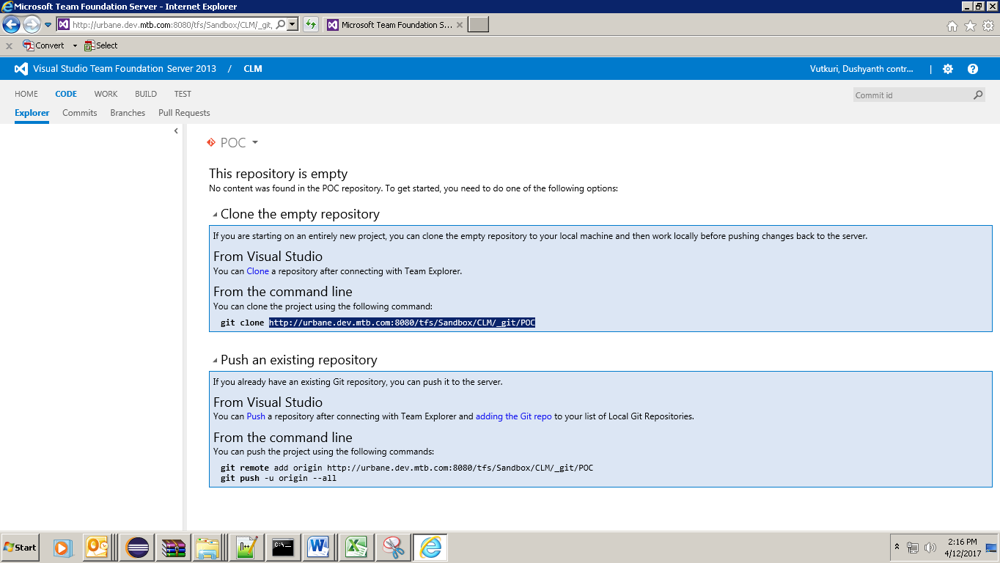 Microsoft Team Foundation Server - Internet Explorer
http://urbane.dev.mtb.com:8080/tfs/Sandbox/CLM/_git,
Microsoft Team Foundation S...
Convert Select
Visual Studio Team Foundation Server 2013 / CLM Vutkuri, Dushyanth contr... |
HOME CODE WORK BUILD TEST
Commit id
Explorer Commits Branches Pull Requests
POC
This repository is empty
No content was found in the POC repository. To get started, you need to do one of the following options:
Clone the empty repository
If you are starting on an entirely new project, you can clone the empty repository to your local machine and then work locally before pushing changes back to the server.
From Visual Studio
You can Clone a repository after connecting with Team Explorer.
From the command line
You can clone the project using the following command:
git clone http://urbane.dev.mtb.com:8080/tfs/Sandbox/CLM/_git/POC
Push an existing repository
If you already have an existing Git repository, you can push it to the server.
From Visual Studio
You can Push a repository after connecting with Team Explorer and adding the Git repo to your list of Local Git Repositories.
From the command line
You can push the project using the following commands:
git remote add origin http://urbane.dev.mtb.com:8080/tfs/Sandbox/CLM/_git/POC
git push -u origin --all
Start
2:16 PM
4/12/2017